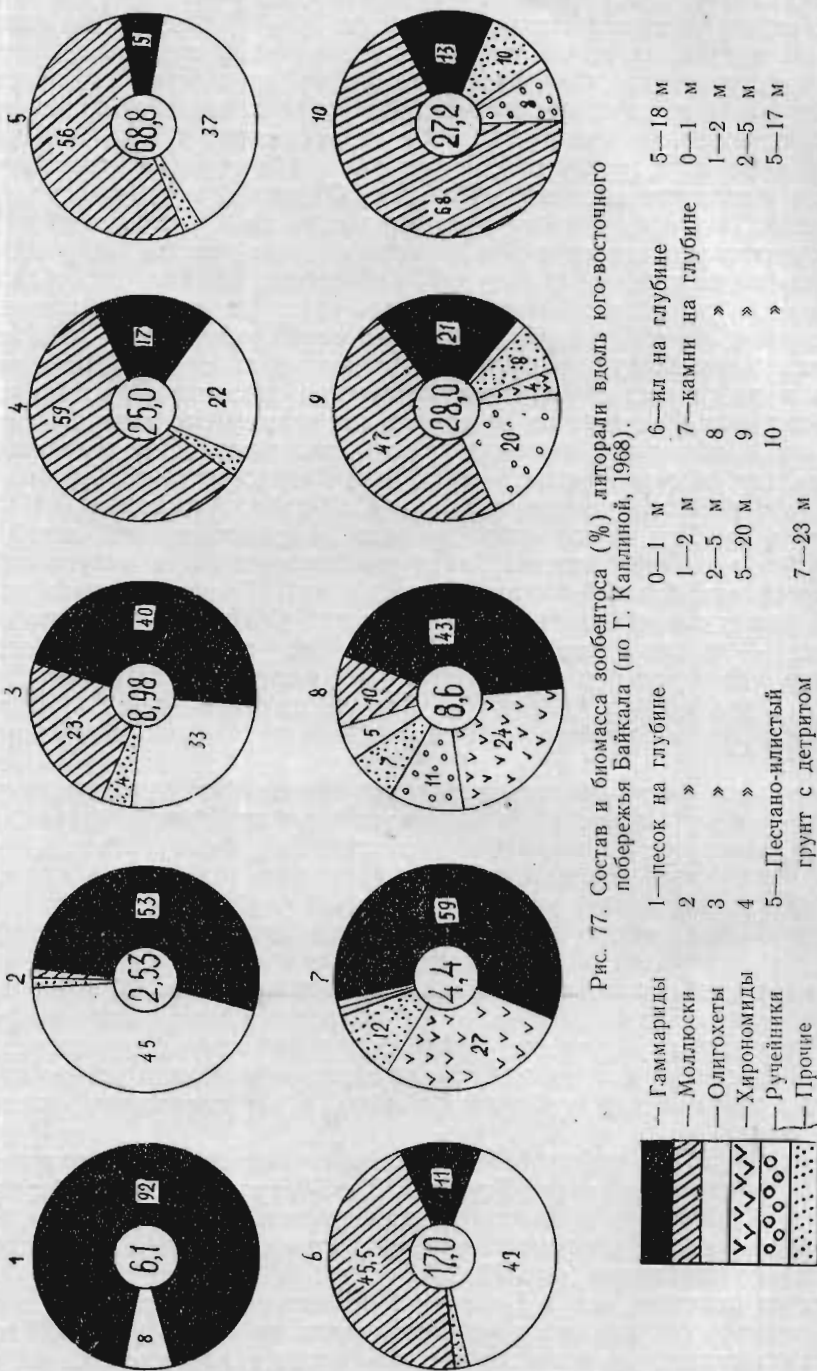 1
92
8
6,1
2
53
45
2,53
3
23
40
33
4
8,98
4
59
17
22
25,0
5
56
5
37
68,8
6
45,5
11
42
17,0
7
59
27
12
4,4
8
10
43
24
11
7
5
8,6
9
47
21
8
4
20
28,0
10
68
13
10
8
27,2
Рис. 77. Состав и биомасса зообентоса (%) литорали вдоль юго-восточного
побережья Байкала (по Г. Каплиной, 1968).
— Гаммариды
— Моллюски
— Олигохеты
— Хирономиды
— Ручейники
— Прочие
1—песок на глубине 0—1 м
2 » 1—2 м
3 » 2—5 м
4 » 5—20 м
5— Песчано-илистый
грунт с детритом 7—23 м
6—ил на глубине 5—18 м
7—камни на глубине 0—1 м
8 » 1—2 м
9 » 2—5 м
10 » 5—17 м